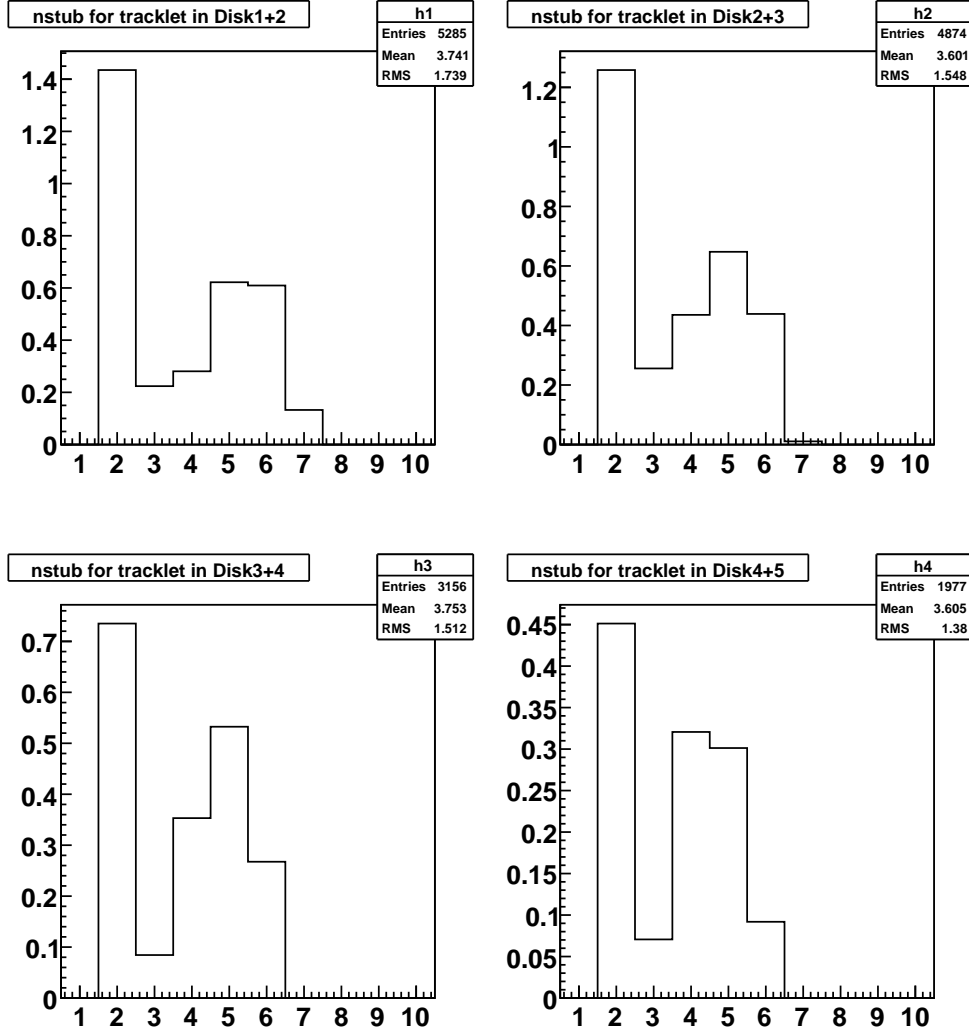 nstub for tracklet in Disk1+2
h1
Entries 5285
Mean 3.741
RMS 1.739
1.4
1.2
1
0.8
0.6
0.4
0.2
0
1 2 3 4 5 6 7 8 9 10
nstub for tracklet in Disk2+3
h2
Entries 4874
Mean 3.601
RMS 1.548
1.2
1
0.8
0.6
0.4
0.2
0
1 2 3 4 5 6 7 8 9 10
nstub for tracklet in Disk3+4
h3
Entries 3156
Mean 3.753
RMS 1.512
0.7
0.6
0.5
0.4
0.3
0.2
0.1
0
1 2 3 4 5 6 7 8 9 10
nstub for tracklet in Disk4+5
h4
Entries 1977
Mean 3.605
RMS 1.38
0.45
0.4
0.35
0.3
0.25
0.2
0.15
0.1
0.05
0
1 2 3 4 5 6 7 8 9 10